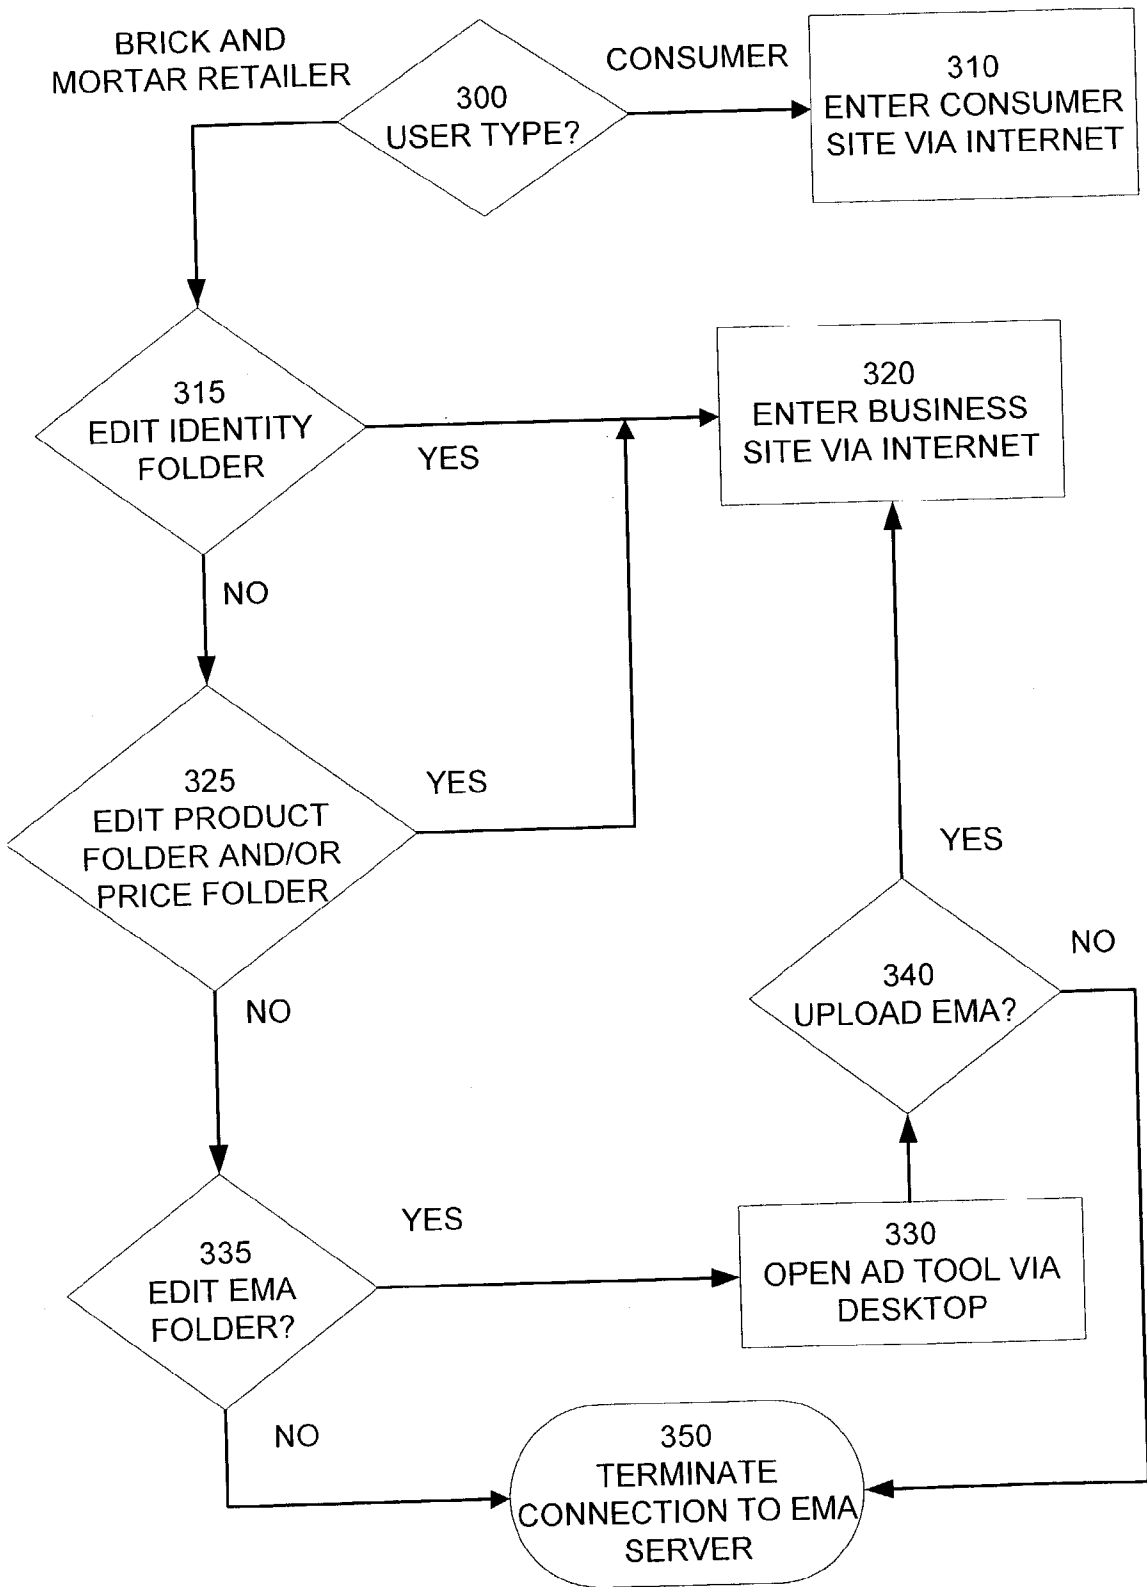 BRICK AND
MORTAR RETAILER
300
USER TYPE?
CONSUMER
310
ENTER CONSUMER
SITE VIA INTERNET
315
EDIT IDENTITY
FOLDER
YES
320
ENTER BUSINESS
SITE VIA INTERNET
NO
325
EDIT PRODUCT
FOLDER AND/OR
PRICE FOLDER
YES
YES
NO
340
UPLOAD EMA?
NO
335
EDIT EMA
FOLDER?
YES
330
OPEN AD TOOL VIA
DESKTOP
NO
350
TERMINATE
CONNECTION TO EMA
SERVER